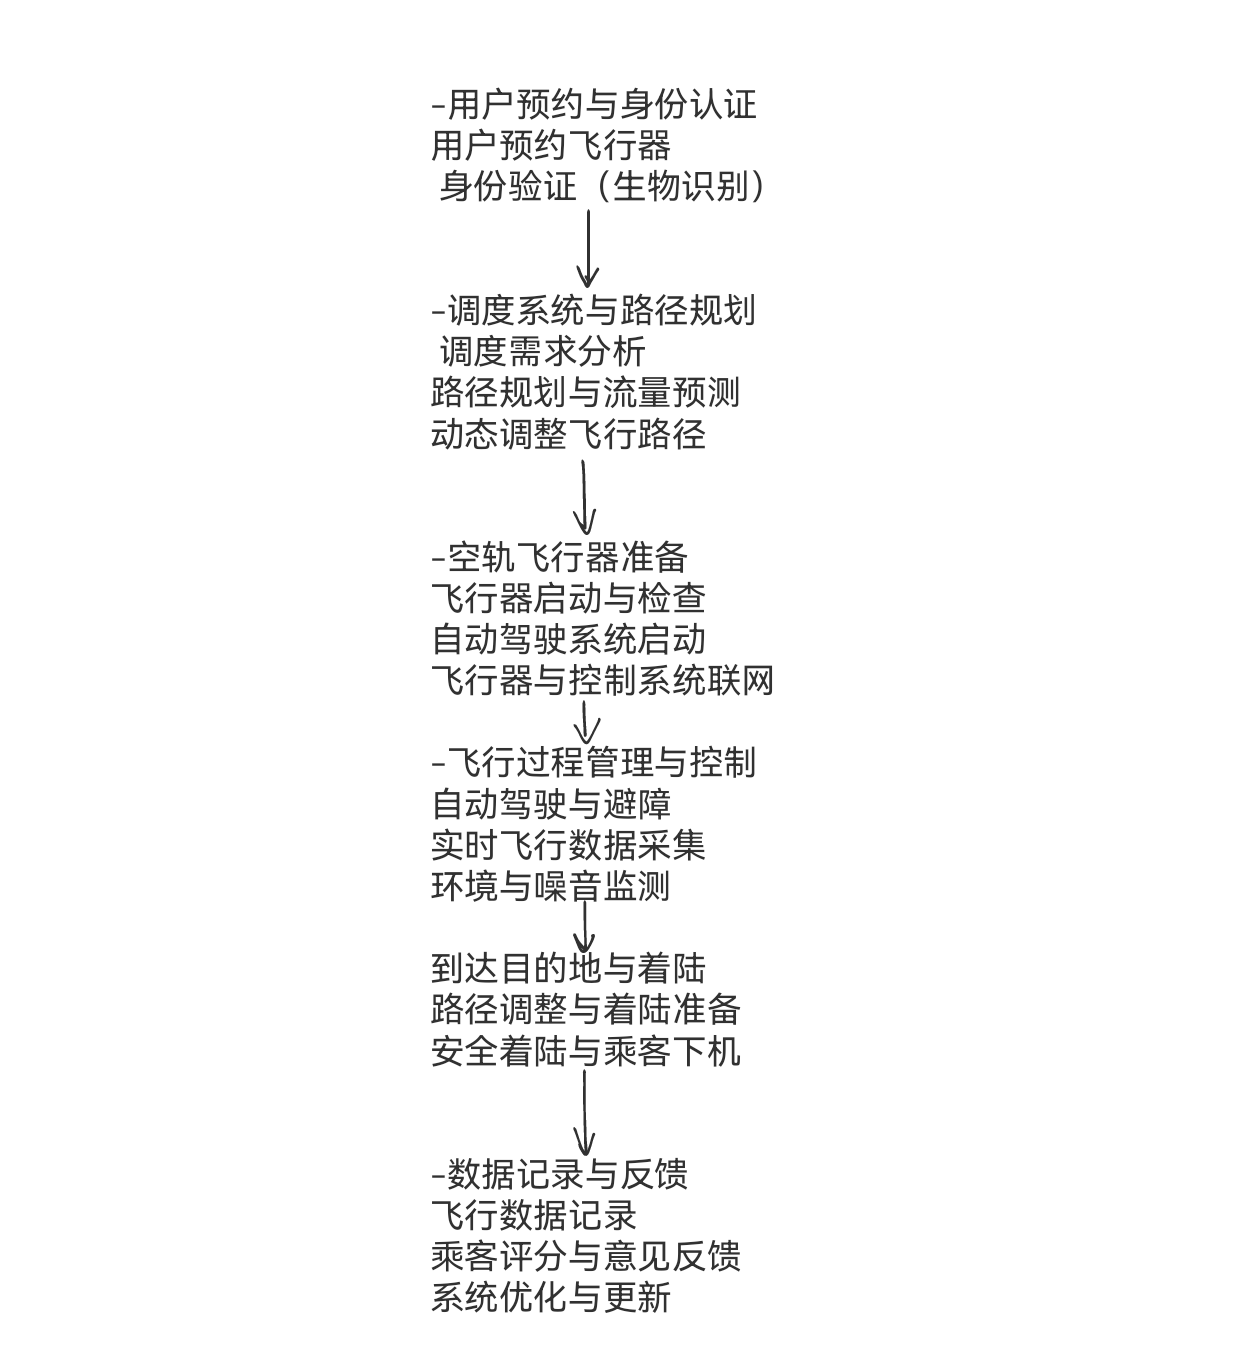 -用户预约与身份认证
用户预约飞行器
身份验证（生物识别）
-调度系统与路径规划
调度需求分析
路径规划与流量预测
动态调整飞行路径
-空轨飞行器准备
飞行器启动与检查
自动驾驶系统启动
飞行器与控制系统联网
-飞行过程管理与控制
自动驾驶与避障
实时飞行数据采集
环境与噪音监测
到达目的地与着陆
路径调整与着陆准备
安全着陆与乘客下机
-数据记录与反馈
飞行数据记录
乘客评分与意见反馈
系统优化与更新